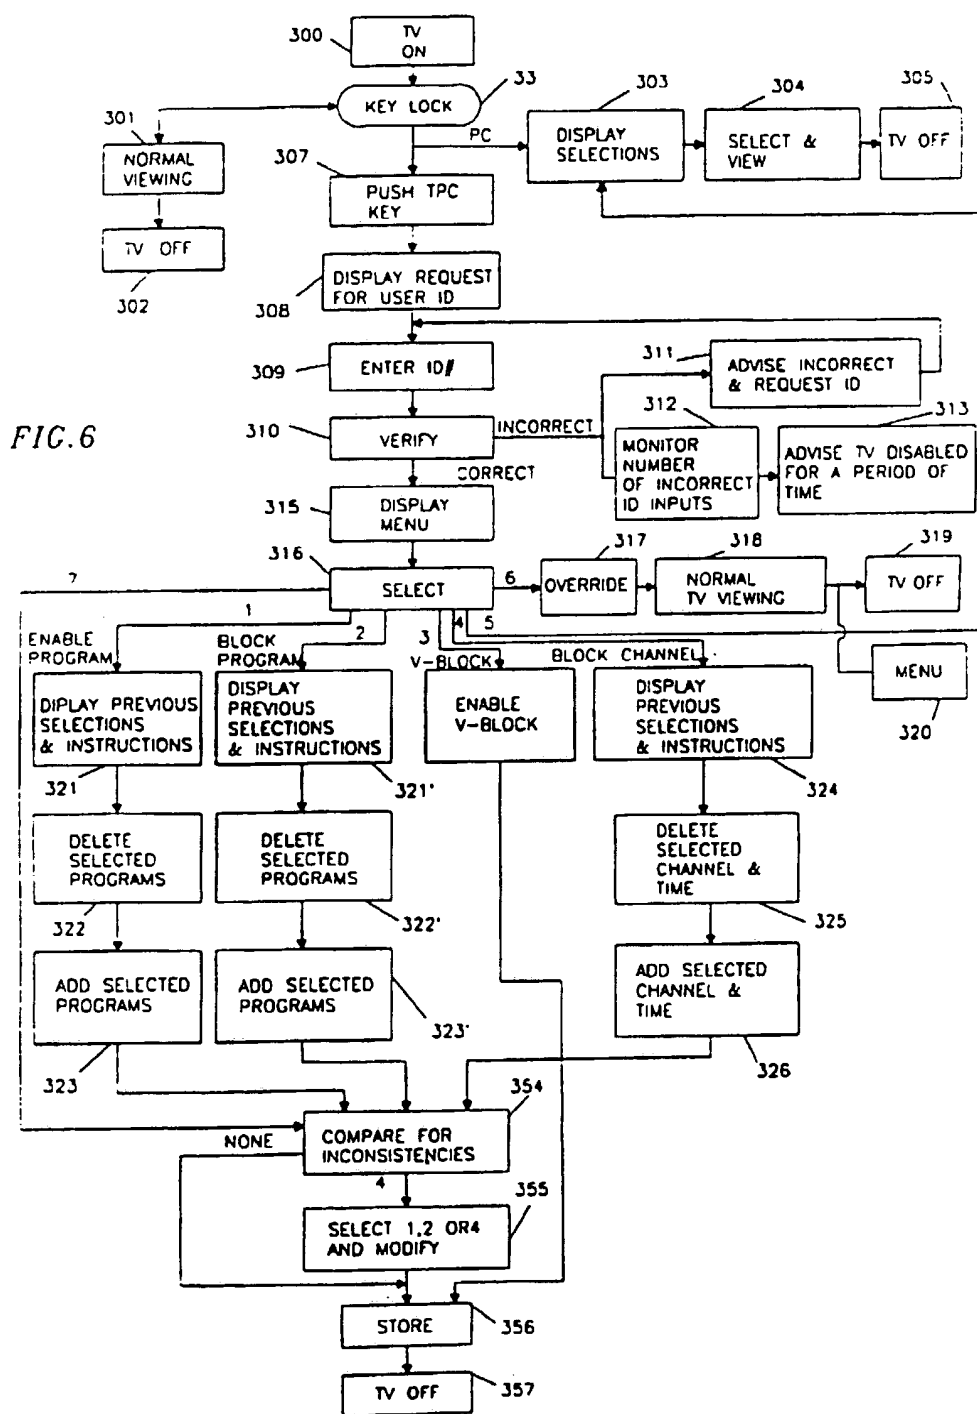 300
TV
ON
33
KEY LOCK
301
NORMAL
VIEWING
TV OFF
302
PC
303
DISPLAY
SELECTIONS
304
SELECT &
VIEW
305
TV OFF
307
PUSH TPC
KEY
DISPLAY REQUEST
FOR USER ID
308
309
ENTER ID#
310
VERIFY
INCORRECT
CORRECT
311
ADVISE INCORRECT
& REQUEST ID
312
MONITOR
NUMBER
OF INCORRECT
ID INPUTS
313
ADVISE TV DISABLED
FOR A PERIOD OF
TIME
FIG.6
315
DISPLAY
MENU
316
SELECT
7
6
317
OVERRIDE
318
NORMAL
TV VIEWING
319
TV OFF
MENU
320
1
ENABLE
PROGRAM
2
BLOCK
PROGRAM
3
V-BLOCK
4
5
BLOCK CHANNEL
DIPLAY PREVIOUS
SELECTIONS
& INSTRUCTIONS
321
DISPLAY
PREVIOUS
SELECTIONS
& INSTRUCTIONS
321'
ENABLE
V-BLOCK
DISPLAY
PREVIOUS
SELECTIONS
& INSTRUCTIONS
324
DELETE
SELECTED
PROGRAMS
322
DELETE
SELECTED
PROGRAMS
322'
DELETE
SELECTED
CHANNEL &
TIME
325
ADD SELECTED
PROGRAMS
323
ADD SELECTED
PROGRAMS
323'
ADD SELECTED
CHANNEL &
TIME
326
354
NONE
COMPARE FOR
INCONSISTENCIES
4
355
SELECT 1,2 OR4
AND MODIFY
STORE
356
TV OFF
357